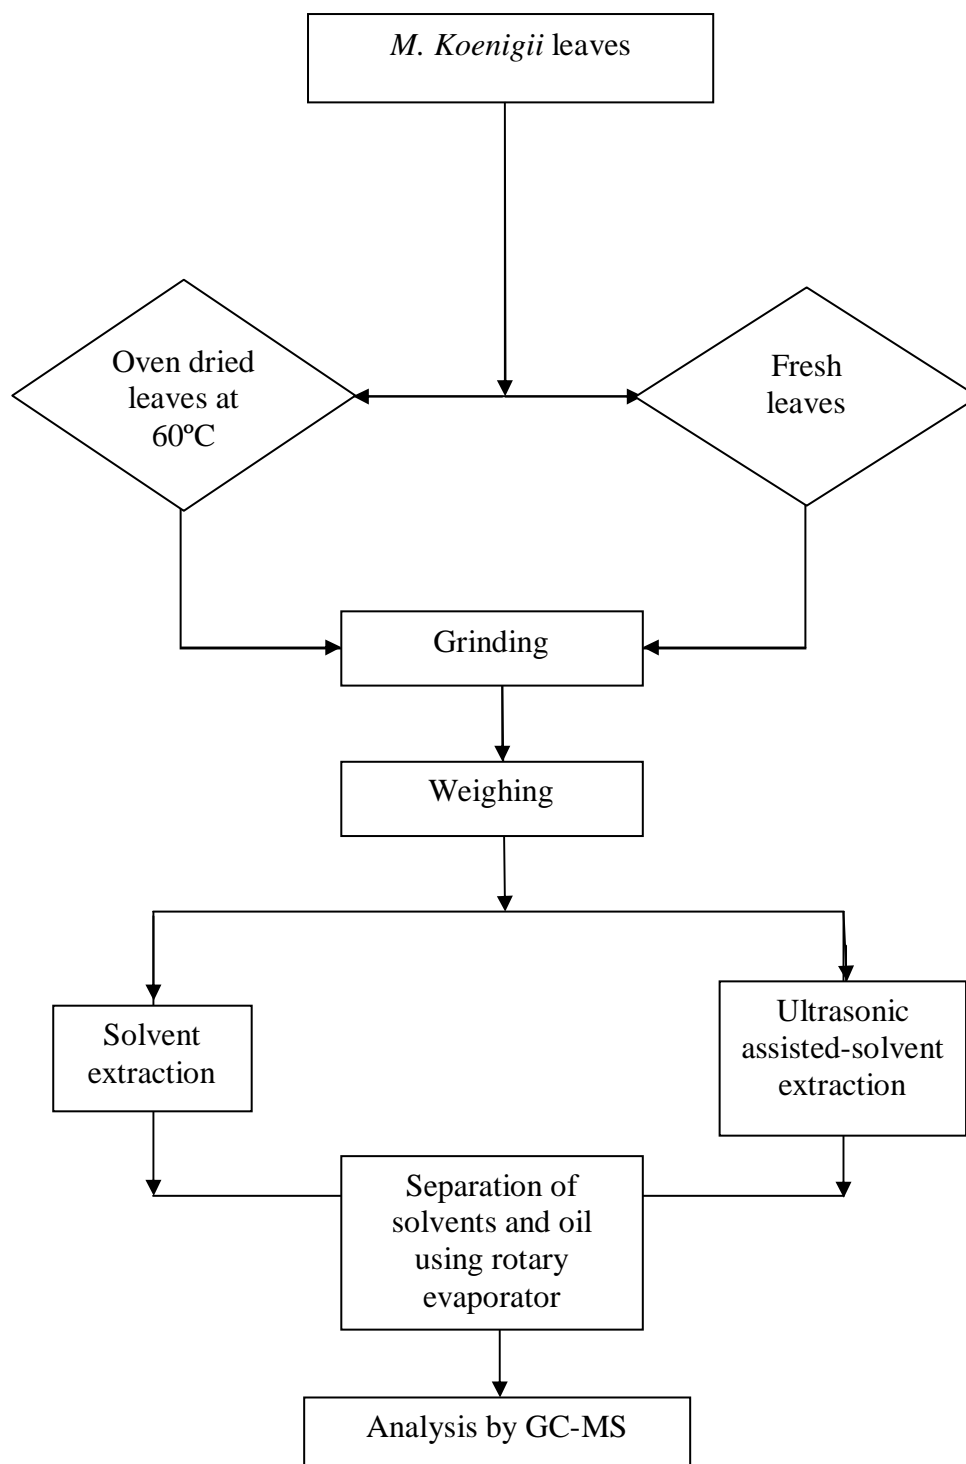 M. Koenigii leaves
Oven dried
leaves at
60ºC
Fresh
leaves
Grinding
Weighing
Solvent
extraction
Ultrasonic
assisted-solvent
extraction
Separation of
solvents and oil
using rotary
evaporator
Analysis by GC-MS